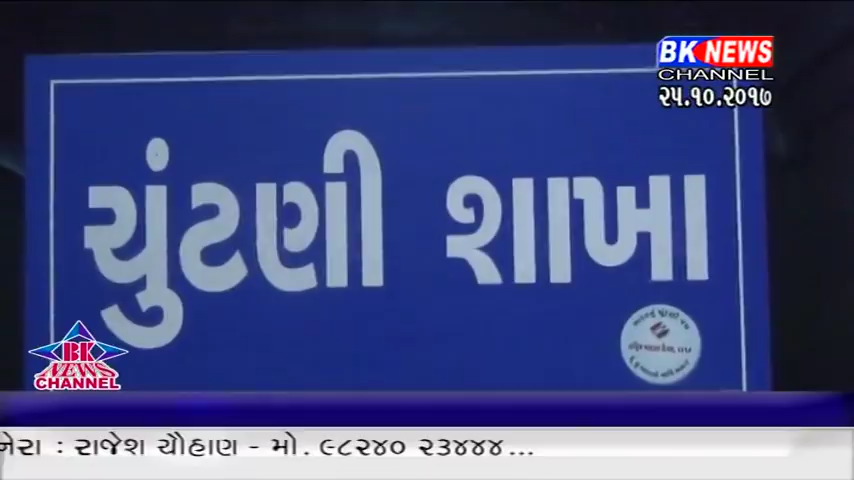 BK NEWS
CHANNEL
૨૫.૧૦.૨૦૧૭
ચુંટણી શાખા
BK
NEWS
CHANNEL
નેરા : રાજેશ ચૌહાણ - મો. ૯૮૨૪૦ ૨૩૪૪૪...